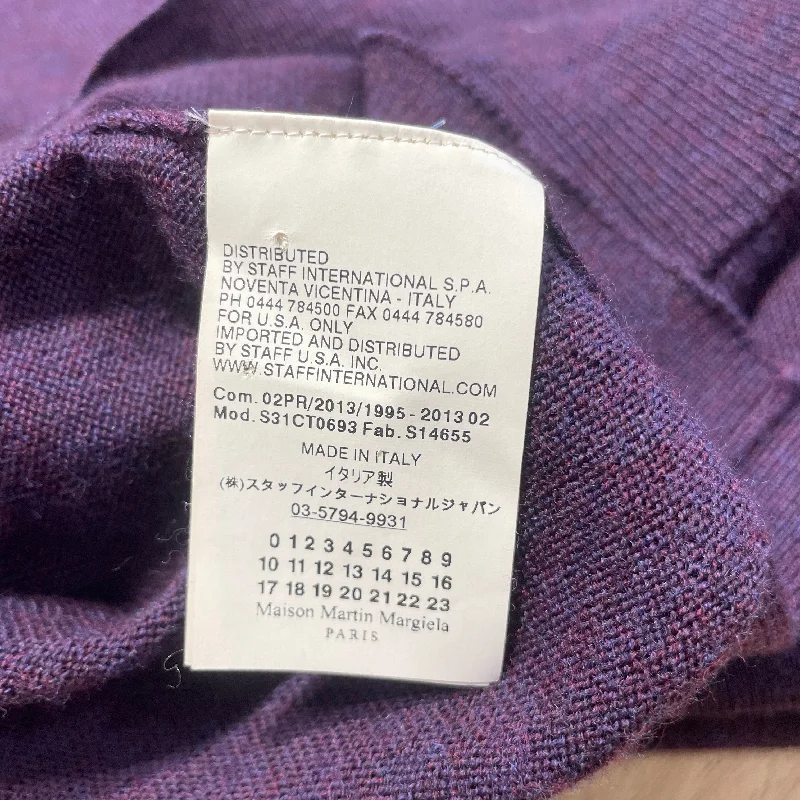 DISTRIBUTED
BY STAFF INTERNATIONAL S.P.A.
NOVENTA VICENTINA - ITALY
PH 0444 784500 FAX 0444 784580
FOR U.S.A. ONLY
IMPORTED AND DISTRIBUTED
BY STAFF U.S.A. INC.
WWW.STAFFINTERNATIONAL.COM
Com. 02PR/2013/1995 - 2013 02
Mod. S31CT0693 Fab. S14655
MADE IN ITALY
イタリア製
(株)スタッフインターナショナルジャパン
03-5794-9931
0 1 2 3 4 5 6 7 8 9
10 11 12 13 14 15 16
17 18 19 20 21 22 23
Maison Martin Margiela
PARIS